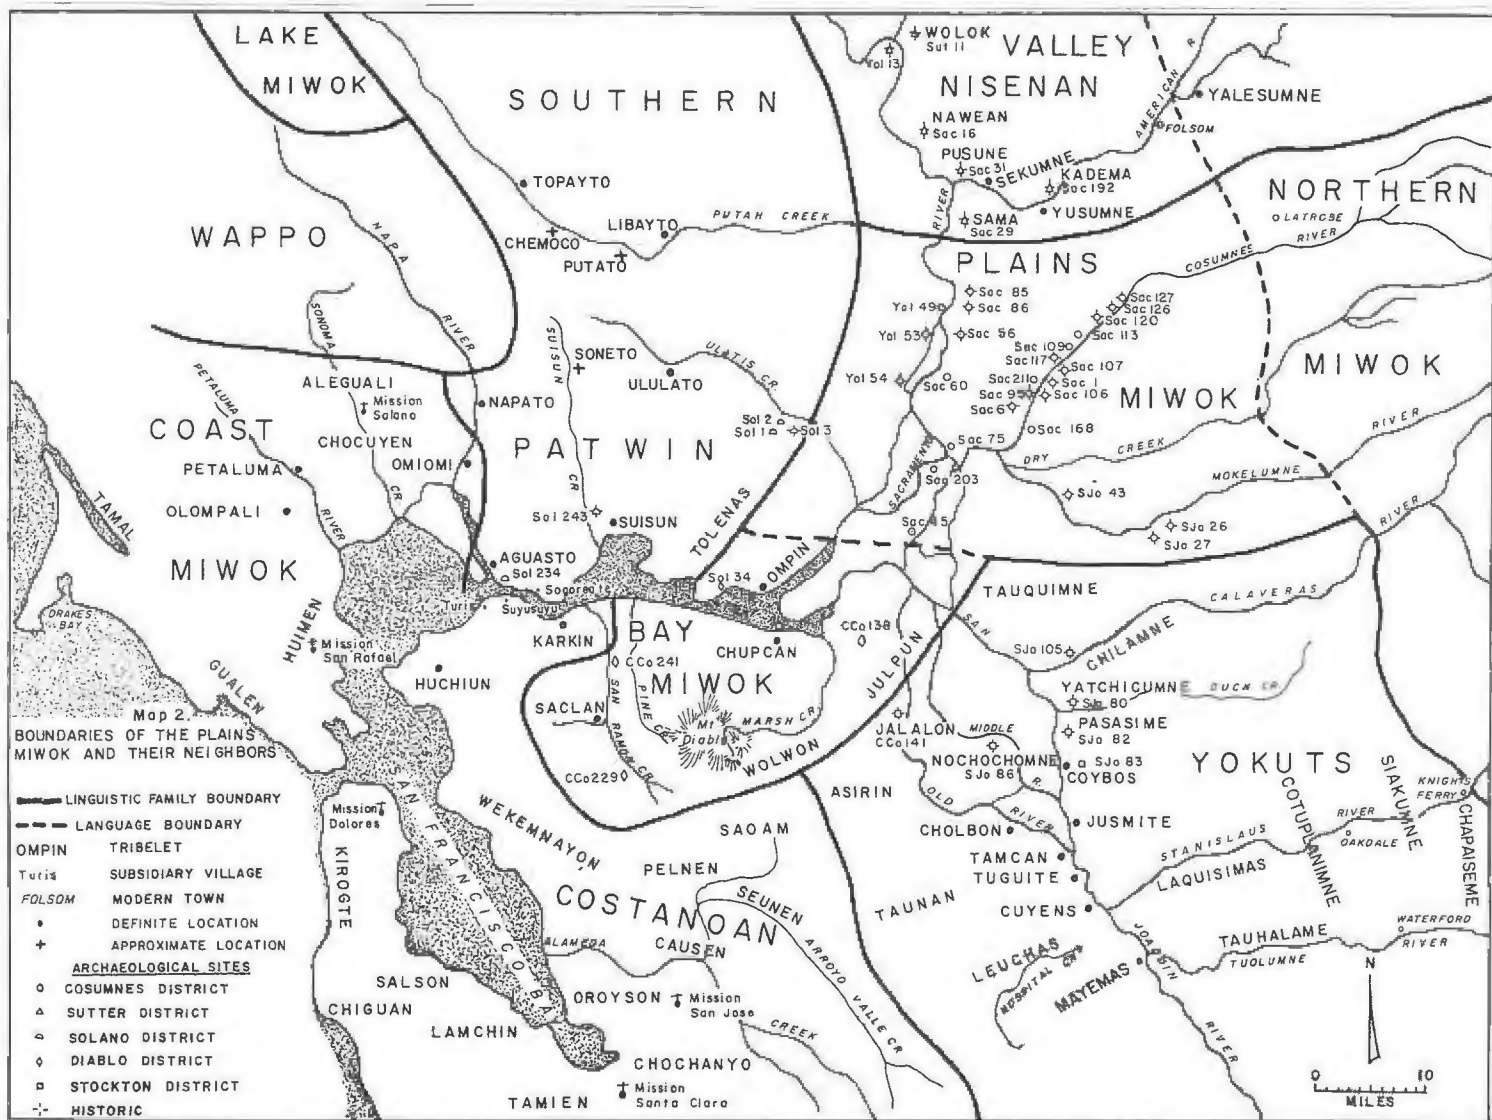 LAKE
MIWOK
SOUTHERN
WOLOK
Sut 11
Yol 13
VALLEY
NISENAN
AMERICAN R
YALESUMNE
FOLSOM
NAWEAN
Sac 16
PUSUNE
Sac 31
SEKUMNE
KADEMA
Sac 192
YUSUMNE
SAMA
Sac 29
RIVER
NORTHERN
LATROBE
COSUMNES
RIVER
WAPPO
NAPA
RIVER
TOPAYTO
LIBAYTO
CHEMOCO
PUTATO
PUTAH CREEK
PLAINS
Sac 85
Yol 49
Sac 86
Yol 53
Sac 56
Sac 127
Sac 126
Sac 120
Sac 113
Sac 109
Sac 117
Sac 107
Yol 54
Sac 60
Sac 211
Sac 1
Sac 95
Sac 106
Sac 6
Sac 168
Sac 75
MIWOK
MIWOK
SONOMA
CR
SUISUN
CR
SONETO
ULATIS CR.
ULULATO
ALEGUALI
Mission
Solano
NAPATO
PETALUMA
RIVER
COAST
CHOCUYEN
PATWIN
Sol 2
Sol 1
Sol 3
PETALUMA
OMIOMI
TAMAL
OLOMPALI
Sol 243
SUISUN
TOLENAS
SACRAMENTO
Sac 203
Sac 45
DRY
CREEK
RIVER
MOKELUMNE
RIVER
SJo 43
SJo 26
SJo 27
MIWOK
AGUASTO
Sol 234
Sol 34
OMPIN
DRAKES
BAY
HUIMEN
Suyusuyu
KARKIN
Mission
San Rafael
HUCHIUN
BAY
MIWOK
CCo 241
CHUPCAN
CCo 138
JULPUN
SAN
TAUQUIMNE
CALAVERAS
SJo 105
CHILAMNE
YATCHICUMNE
SJo 80
DUCK CR.
PASASIME
SJo 82
SJo 83
COYBOS
GUALEN
SACLAN
SAN RAMON CR.
PINE CR.
Mt
Diablo
MARSH CR.
WOLWON
CCo 229
JALALON
CCo 141
MIDDLE
R.
NOCHOCHOMNE
SJo 86
YOKUTS
Map 2.
BOUNDARIES OF THE PLAINS
MIWOK AND THEIR NEIGHBORS
LINGUISTIC FAMILY BOUNDARY
LANGUAGE BOUNDARY
OMPIN TRIBELET
Turis SUBSIDIARY VILLAGE
FOLSOM MODERN TOWN
DEFINITE LOCATION
APPROXIMATE LOCATION
ARCHAEOLOGICAL SITES
COSUMNES DISTRICT
SUTTER DISTRICT
SOLANO DISTRICT
DIABLO DISTRICT
STOCKTON DISTRICT
HISTORIC
Mission
Dolores
KIROGTE
SAN FRANCISCO BAY
WEKEMNAYON
ASIRIN
OLD
RIVER
CHOLBON
JUSMITE
TAMCAN
TUGUITE
CUYENS
STANISLAUS
RIVER
LAQUISIMAS
COTUPLANIMNE
SIAKUMNE
KNIGHTS
FERRY
OAKDALE
CHAPAISEME
SAOAM
PELNEN
COSTANOAN
SEUNEN
ARROYO VALLE CR
TAUNAN
CAUSEN
ALAMEDA
CREEK
SALSON
OROYSON
Mission
San Jose
CHIGUAN
LAMCHIN
CHOCHANYO
TAMIEN
Mission
Santa Clara
LEUCHAS
HOSPITAL CR.
MAYEMAS
JOAQUIN
RIVER
TAUHALAME
TUOLUMNE
RIVER
WATERFORD
N
0 10
MILES